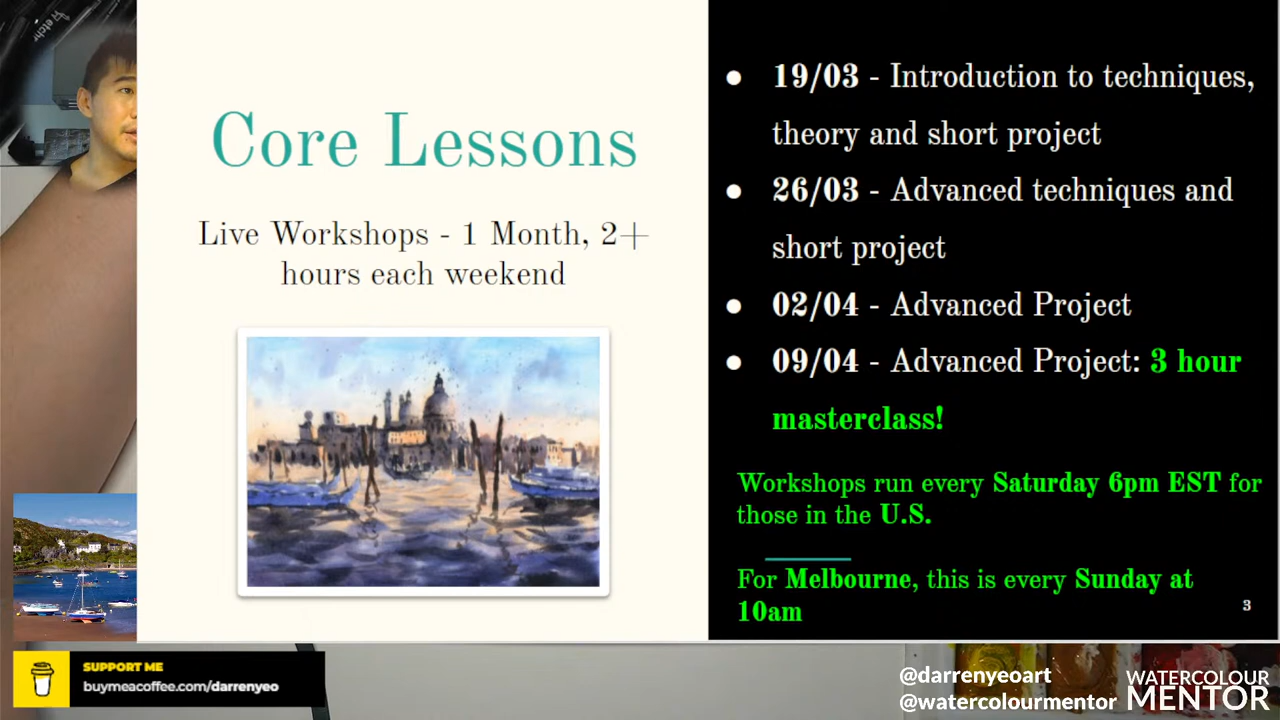 etchr
Core Lessons
Live Workshops - 1 Month, 2+
hours each weekend
● 19/03 - Introduction to techniques,
theory and short project
● 26/03 - Advanced techniques and
short project
● 02/04 - Advanced Project
● 09/04 - Advanced Project: 3 hour
masterclass!
Workshops run every Saturday 6pm EST for
those in the U.S.
For Melbourne, this is every Sunday at
10am
3
SUPPORT ME
buymeacoffee.com/darrenyeo
@darrenyeoart
@watercolourmentor
WATERCOLOUR
MENTOR